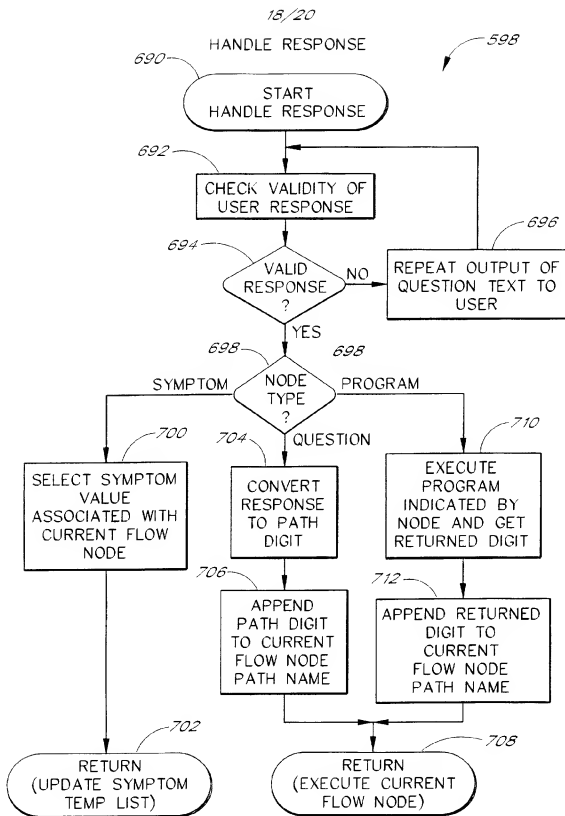 18/20
HANDLE RESPONSE
598
690
START
HANDLE RESPONSE
692
CHECK VALIDITY OF
USER RESPONSE
694
VALID
RESPONSE
?
NO
696
REPEAT OUTPUT OF
QUESTION TEXT TO
USER
YES
698
698
SYMPTOM
NODE
TYPE
?
PROGRAM
QUESTION
700
SELECT SYMPTOM
VALUE
ASSOCIATED WITH
CURRENT FLOW
NODE
704
CONVERT
RESPONSE
TO PATH
DIGIT
710
EXECUTE
PROGRAM
INDICATED BY
NODE AND GET
RETURNED DIGIT
706
APPEND
PATH DIGIT
TO CURRENT
FLOW NODE
PATH NAME
712
APPEND RETURNED
DIGIT TO
CURRENT
FLOW NODE
PATH NAME
702
RETURN
(UPDATE SYMPTOM
TEMP LIST)
708
RETURN
(EXECUTE CURRENT
FLOW NODE)